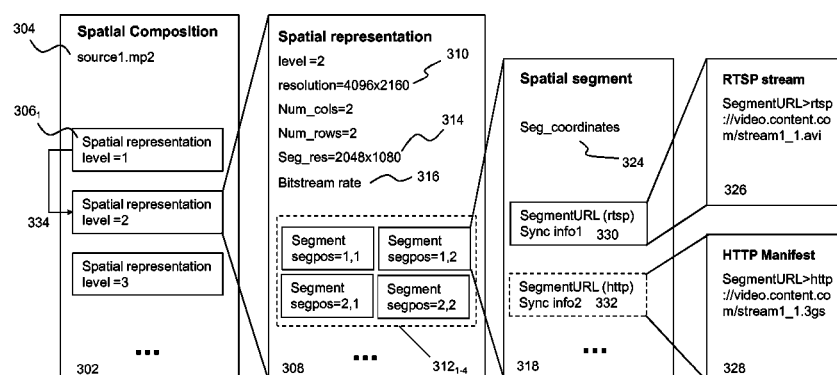 304
Spatial Composition
source1.mp2
306₁
Spatial representation
level =1
334
Spatial representation
level =2
Spatial representation
level =3
...
302
Spatial representation
level =2
310
resolution=4096x2160
Num_cols=2
Num_rows=2
314
Seg_res=2048x1080
Bitstream rate
316
Segment
segpos=1,1
Segment
segpos=1,2
Segment
segpos=2,1
Segment
segpos=2,2
...
308
312₁₋₄
Spatial segment
Seg_coordinates
324
SegmentURL (rtsp)
Sync info1
330
SegmentURL (http)
Sync info2
332
...
318
RTSP stream
SegmentURL>rtsp
://video.content.co
m/stream1_1.avi
326
HTTP Manifest
SegmentURL>http
://video.content.co
m/stream1_1.3gs
328